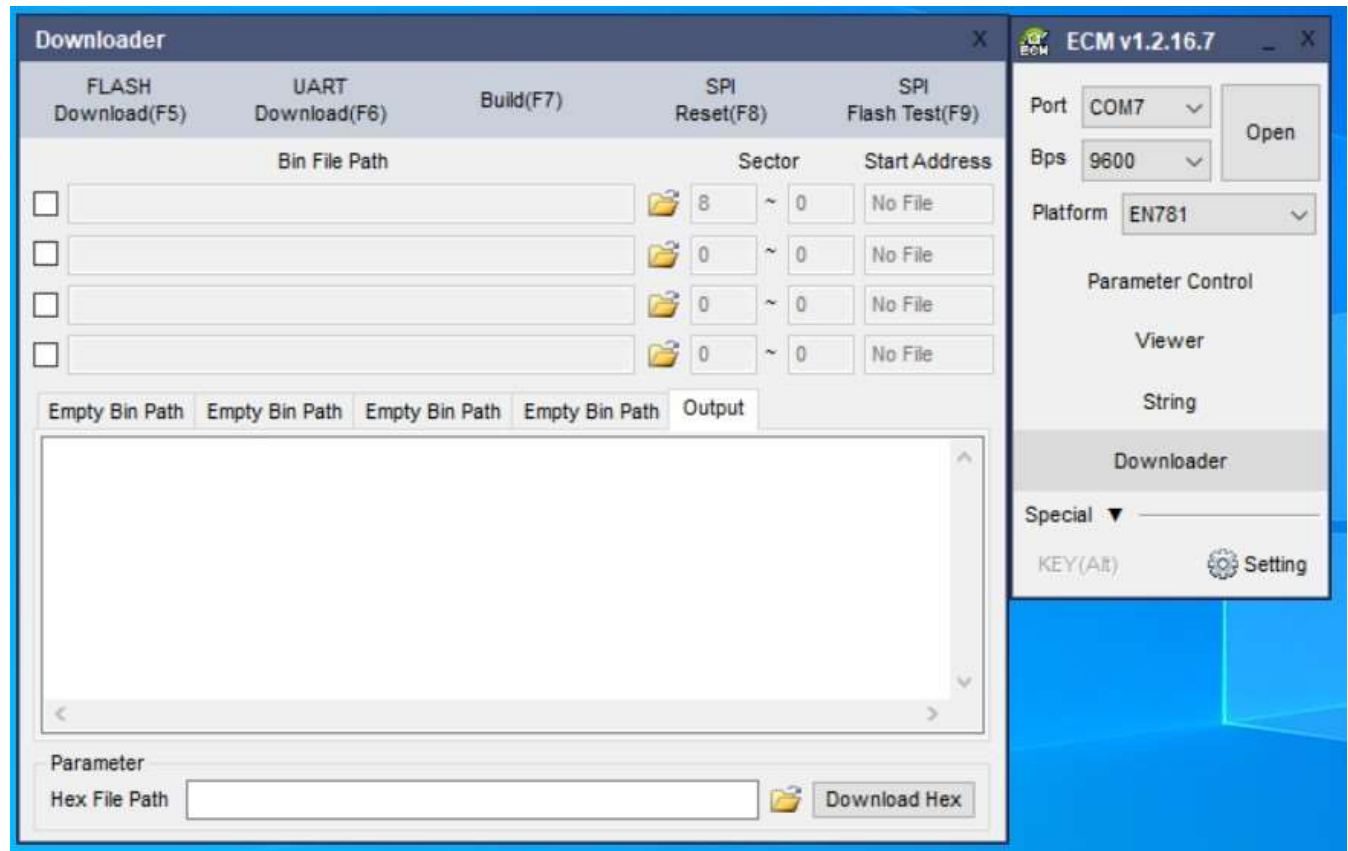 Downloader X
FLASH Download(F5)
UART Download(F6)
Build(F7)
SPI Reset(F8)
SPI Flash Test(F9)
Bin File Path Sector Start Address
8 ~ 0 No File
0 ~ 0 No File
0 ~ 0 No File
0 ~ 0 No File
Empty Bin Path Empty Bin Path Empty Bin Path Empty Bin Path Output
Parameter
Hex File Path Download Hex
ECM ECM v1.2.16.7 _ X
Port COM7 Open
Bps 9600
Platform EN781
Parameter Control
Viewer
String
Downloader
Special ▼
KEY(Alt) Setting